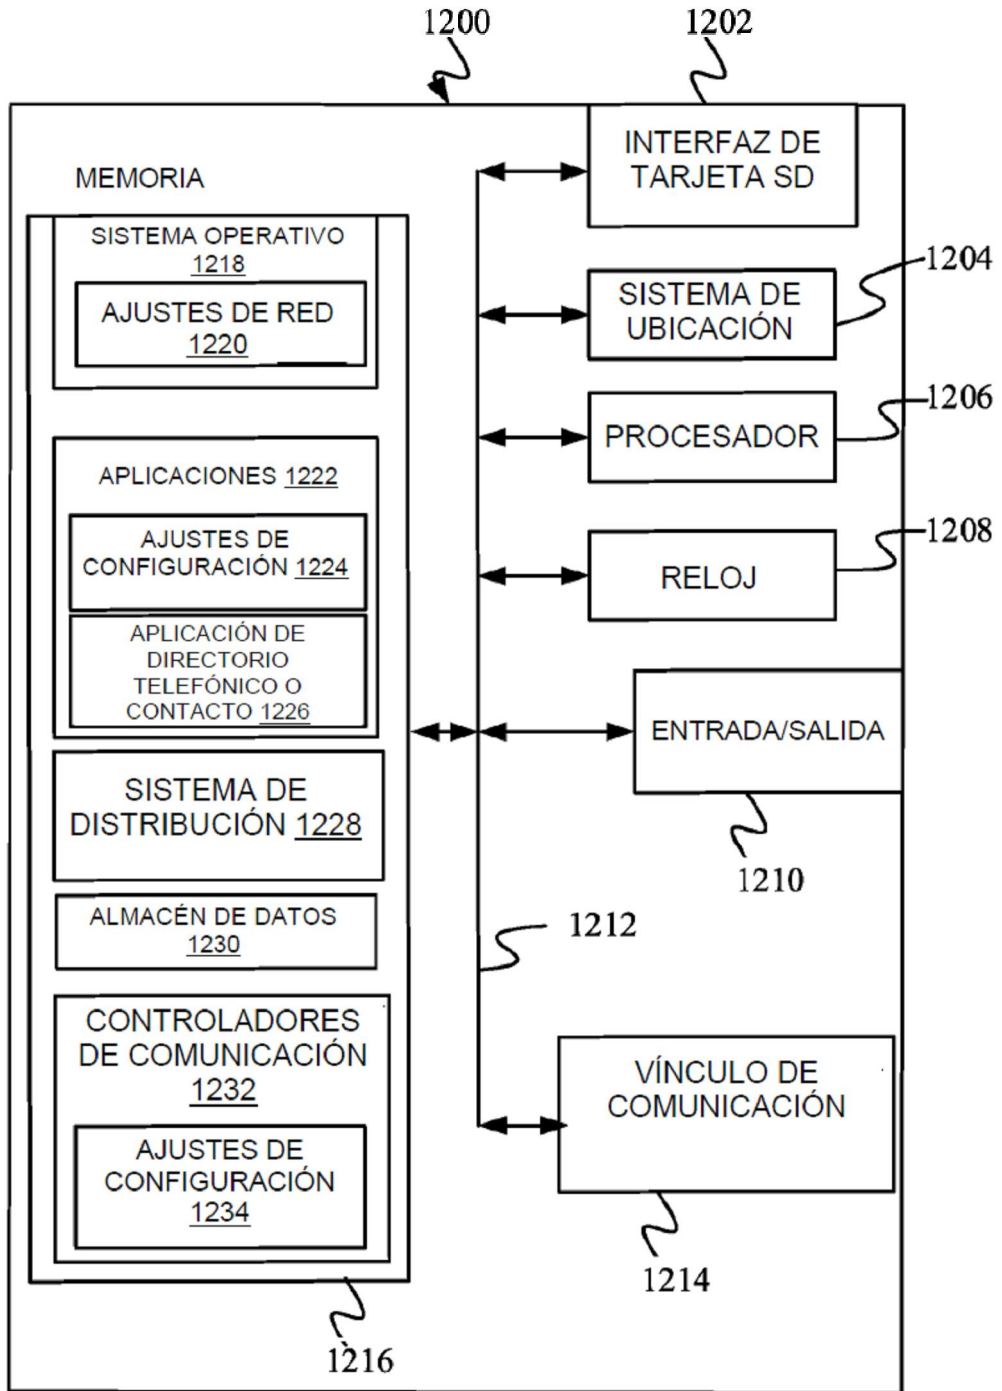 1200
1202
MEMORIA
SISTEMA OPERATIVO
1218
AJUSTES DE RED
1220
APLICACIONES 1222
AJUSTES DE
CONFIGURACIÓN 1224
APLICACIÓN DE
DIRECTORIO
TELEFÓNICO O
CONTACTO 1226
SISTEMA DE
DISTRIBUCIÓN 1228
ALMACÉN DE DATOS
1230
CONTROLADORES
DE COMUNICACIÓN
1232
AJUSTES DE
CONFIGURACIÓN
1234
1216
INTERFAZ DE
TARJETA SD
SISTEMA DE
UBICACIÓN
1204
PROCESADOR
1206
RELOJ
1208
ENTRADA/SALIDA
1210
1212
VÍNCULO DE
COMUNICACIÓN
1214